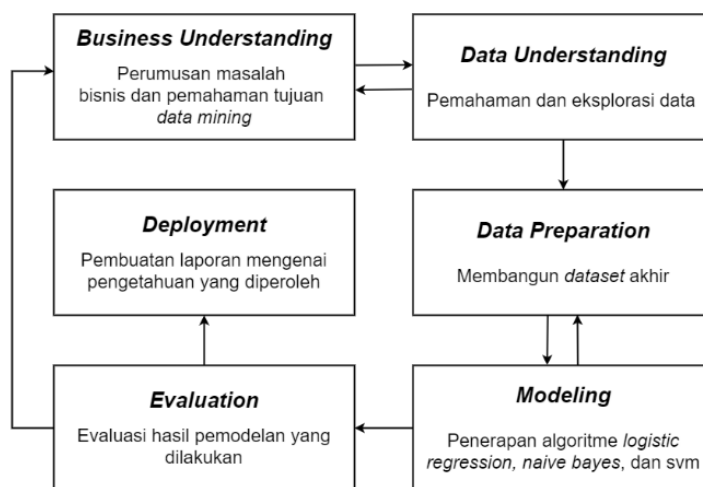 Business Understanding
Perumusan masalah
bisnis dan pemahaman tujuan
data mining
Data Understanding
Pemahaman dan eksplorasi data
Deployment
Pembuatan laporan mengenai
pengetahuan yang diperoleh
Data Preparation
Membangun dataset akhir
Evaluation
Evaluasi hasil pemodelan yang
dilakukan
Modeling
Penerapan algoritme logistic
regression, naive bayes, dan svm